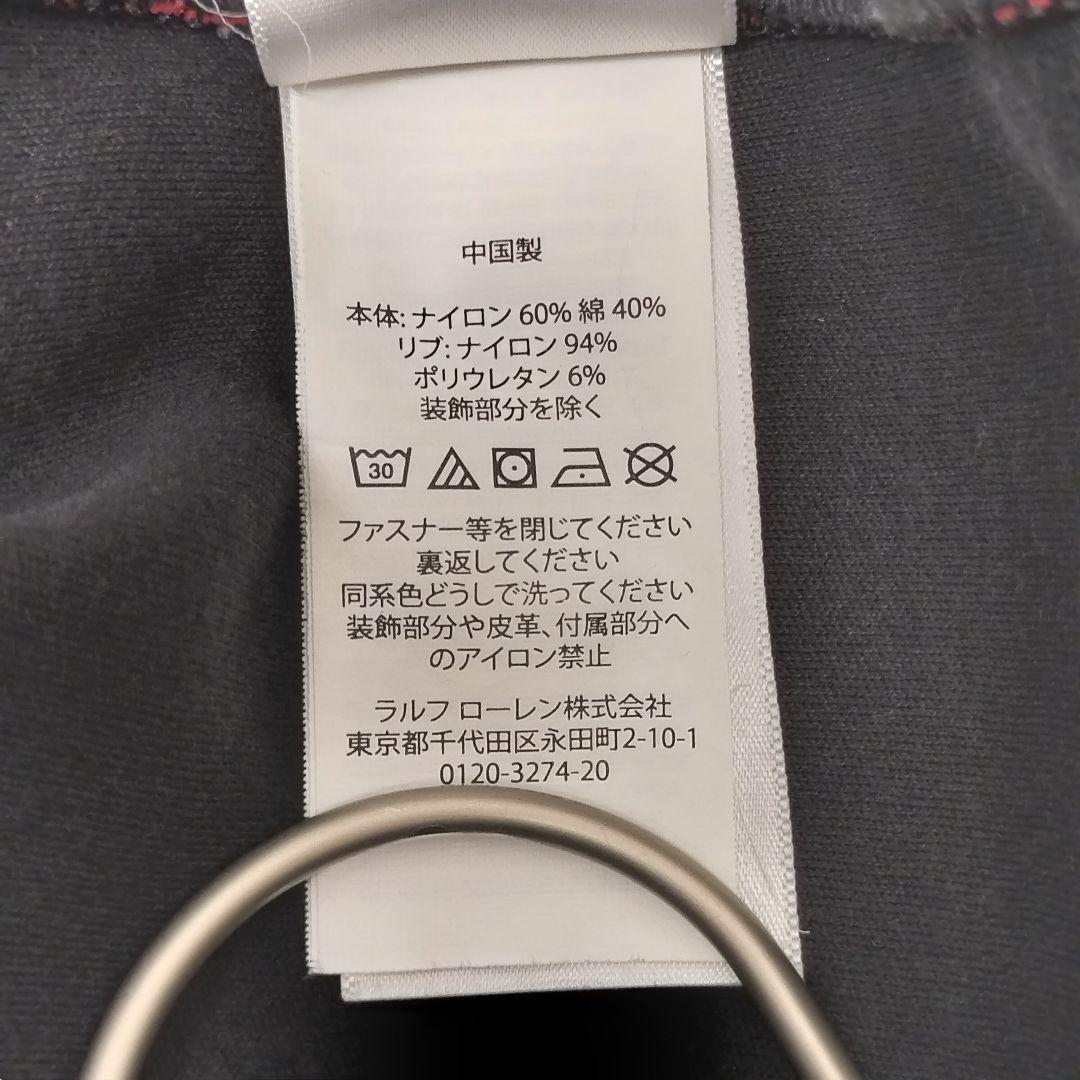 中国製
本体: ナイロン 60% 綿 40%
リブ: ナイロン 94%
ポリウレタン 6%
装飾部分を除く
30
ファスナー等を閉じてください
裏返してください
同系色どうしで洗ってください
装飾部分や皮革、付属部分へ
のアイロン禁止
ラルフ ローレン株式会社
東京都千代田区永田町2-10-1
0120-3274-20